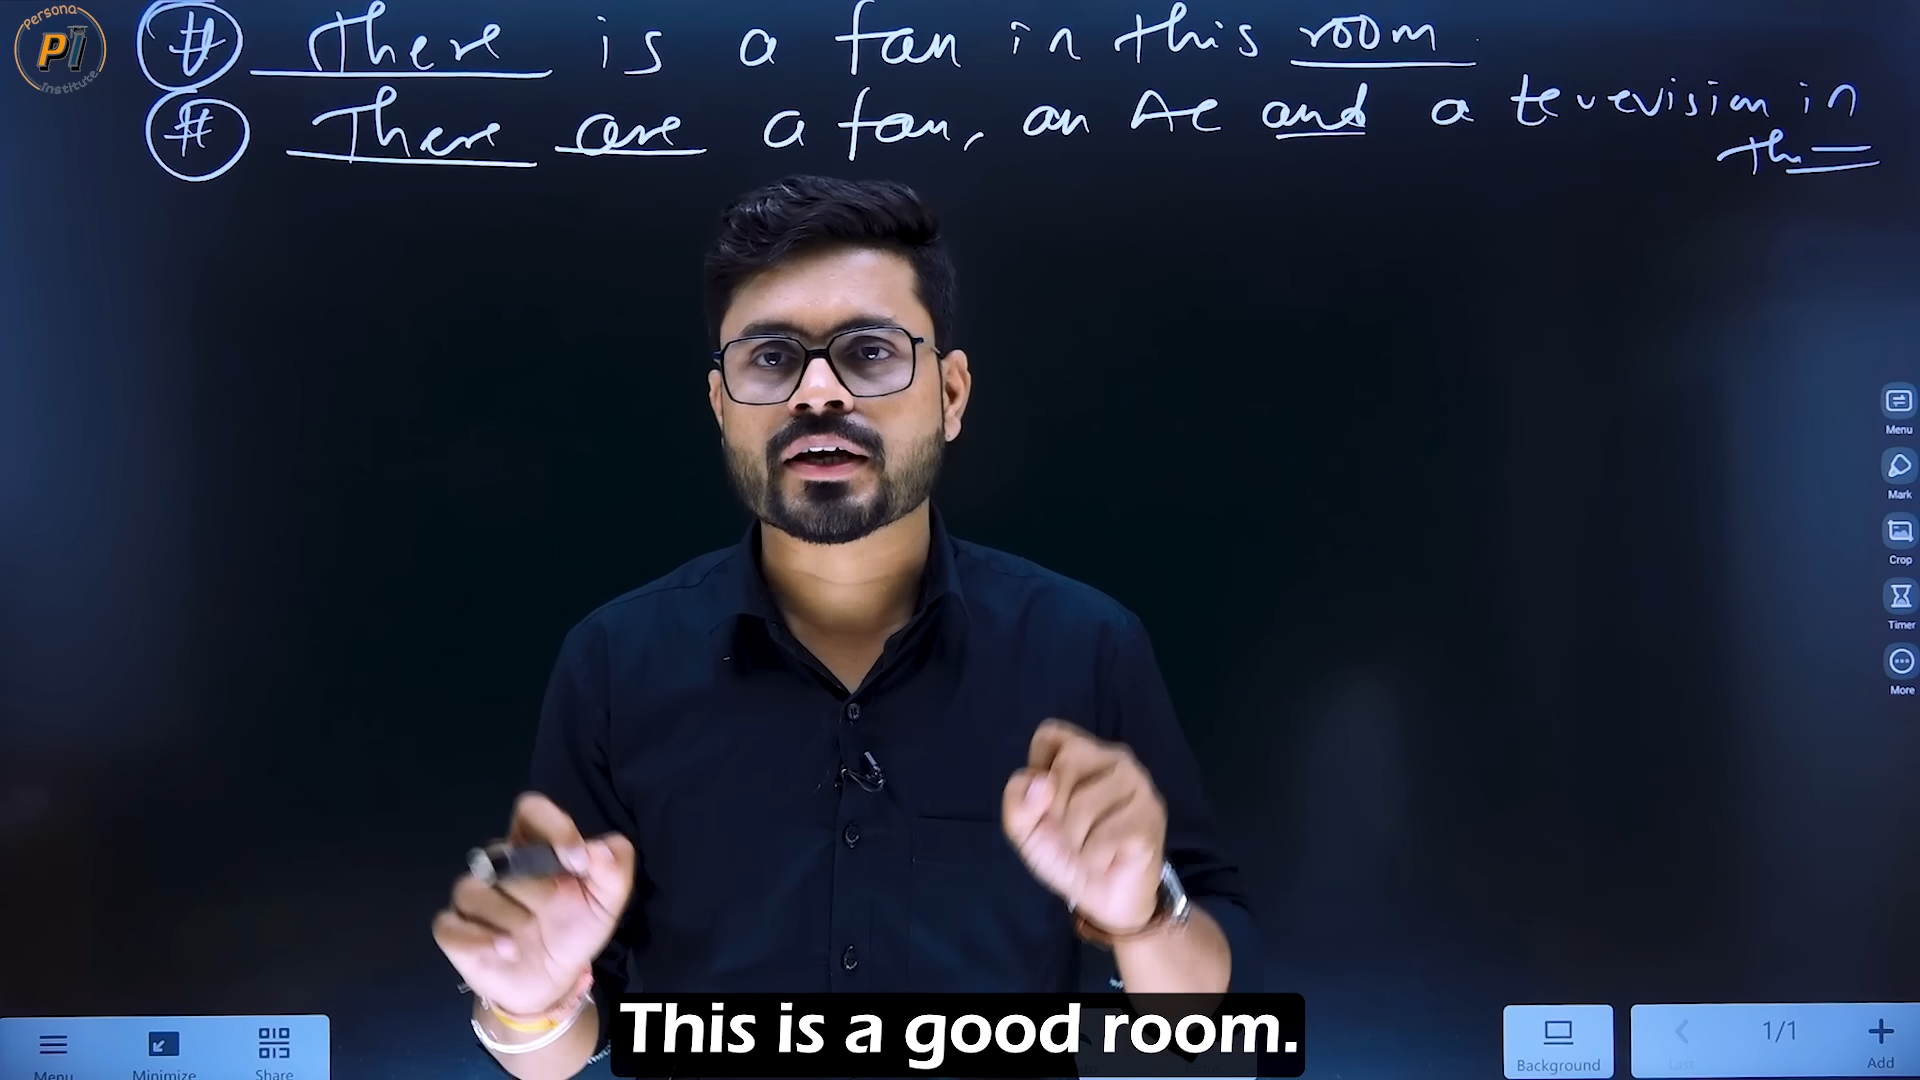 Persona
PI
Institute
# There is a fan in this room.
# There are a fan, an AC and a television in
Menu
Mark
Crop
Timer
More
This is a good room.
Menu
Minimize
Share
Background
Last
1/1
Add